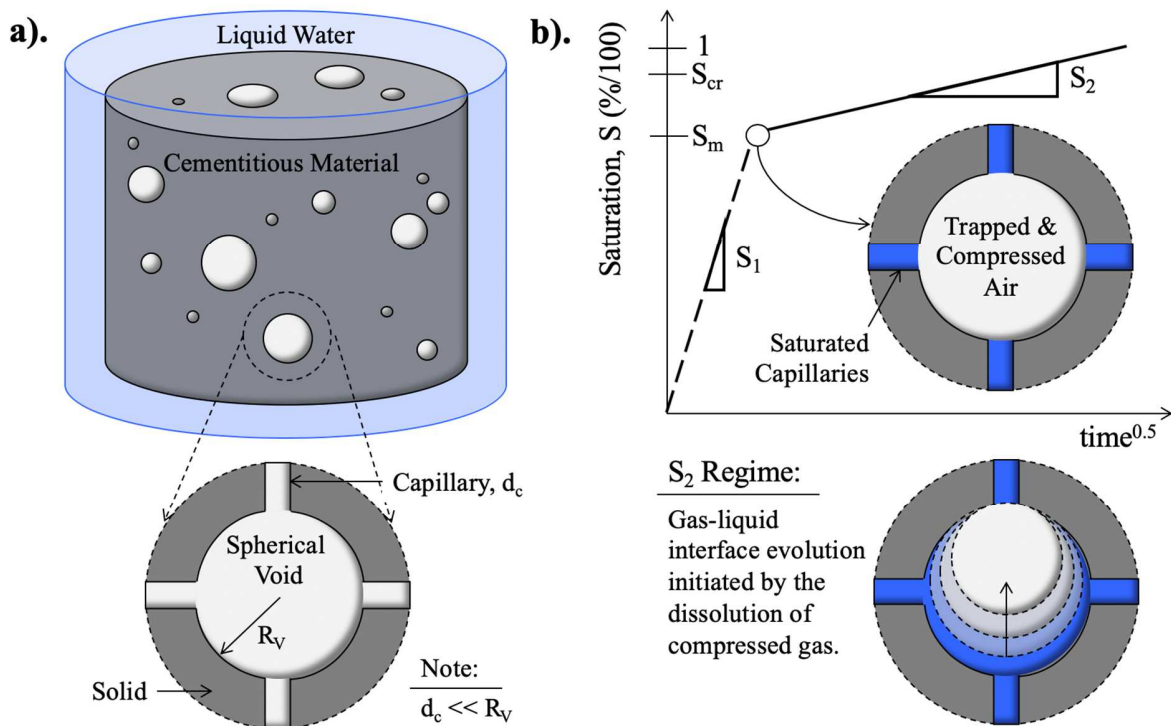 a).
Liquid Water
Cementitious Material
Capillary, d_c
Spherical
Void
R_V
Solid
Note:
d_c << R_V
b).
Saturation, S (%/100)
1
S_cr
S_m
S_1
S_2
Trapped &
Compressed
Air
Saturated
Capillaries
time^0.5
S_2 Regime:
Gas-liquid
interface evolution
initiated by the
dissolution of
compressed gas.